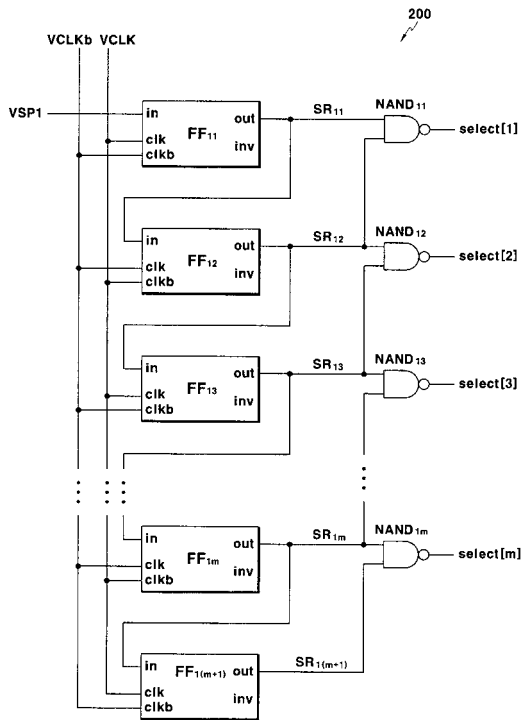 200
VCLKb VCLK
VSP1
in
out
SR11
NAND11
FF11
clk
clkb
inv
select[1]
in
out
SR12
NAND12
FF12
clk
clkb
inv
select[2]
in
out
SR13
NAND13
FF13
clk
clkb
inv
select[3]
in
out
SR1m
NAND1m
FF1m
clk
clkb
inv
select[m]
in
out
SR1(m+1)
FF1(m+1)
clk
clkb
inv